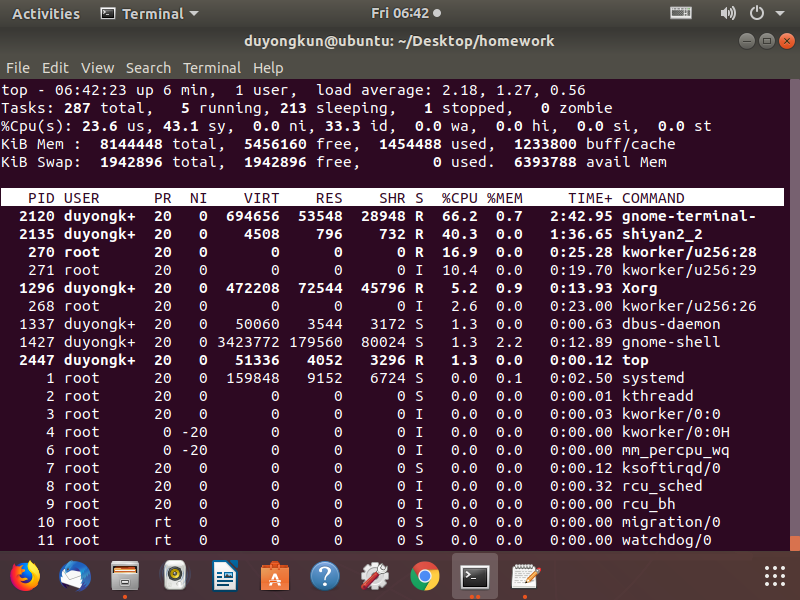 Activities Terminal Fri 06:42
duyongkun@ubuntu: ~/Desktop/homework
File Edit View Search Terminal Help
top - 06:42:23 up 6 min,  1 user,  load average: 2.18, 1.27, 0.56
Tasks: 287 total,   5 running, 213 sleeping,   1 stopped,   0 zombie
%Cpu(s): 23.6 us, 43.1 sy,  0.0 ni, 33.3 id,  0.0 wa,  0.0 hi,  0.0 si,  0.0 st
KiB Mem :  8144448 total,  5456160 free,  1454488 used,  1233800 buff/cache
KiB Swap:  1942896 total,  1942896 free,        0 used.  6393788 avail Mem
PID USER      PR  NI    VIRT    RES    SHR S  %CPU %MEM     TIME+ COMMAND
2120 duyongk+  20   0  694656  53548  28948 R  66.2  0.7   2:42.95 gnome-terminal-
2135 duyongk+  20   0    4508    796    732 R  40.3  0.0   1:36.65 shiyan2_2
270 root      20   0       0      0      0 R  16.9  0.0   0:25.28 kworker/u256:28
271 root      20   0       0      0      0 I  10.4  0.0   0:19.70 kworker/u256:29
1296 duyongk+  20   0  472208  72544  45796 R   5.2  0.9   0:13.93 Xorg
268 root      20   0       0      0      0 I   2.6  0.0   0:23.00 kworker/u256:26
1337 duyongk+  20   0   50060   3544   3172 S   1.3  0.0   0:00.63 dbus-daemon
1427 duyongk+  20   0 3423772 179560  80024 S   1.3  2.2   0:12.89 gnome-shell
2447 duyongk+  20   0   51336   4052   3296 R   1.3  0.0   0:00.12 top
1 root      20   0  159848   9152   6724 S   0.0  0.1   0:02.50 systemd
2 root      20   0       0      0      0 S   0.0  0.0   0:00.01 kthreadd
3 root      20   0       0      0      0 I   0.0  0.0   0:00.03 kworker/0:0
4 root       0 -20       0      0      0 I   0.0  0.0   0:00.00 kworker/0:0H
6 root       0 -20       0      0      0 I   0.0  0.0   0:00.00 mm_percpu_wq
7 root      20   0       0      0      0 S   0.0  0.0   0:00.12 ksoftirqd/0
8 root      20   0       0      0      0 I   0.0  0.0   0:00.32 rcu_sched
9 root      20   0       0      0      0 I   0.0  0.0   0:00.00 rcu_bh
10 root      rt   0       0      0      0 S   0.0  0.0   0:00.00 migration/0
11 root      rt   0       0      0      0 S   0.0  0.0   0:00.00 watchdog/0